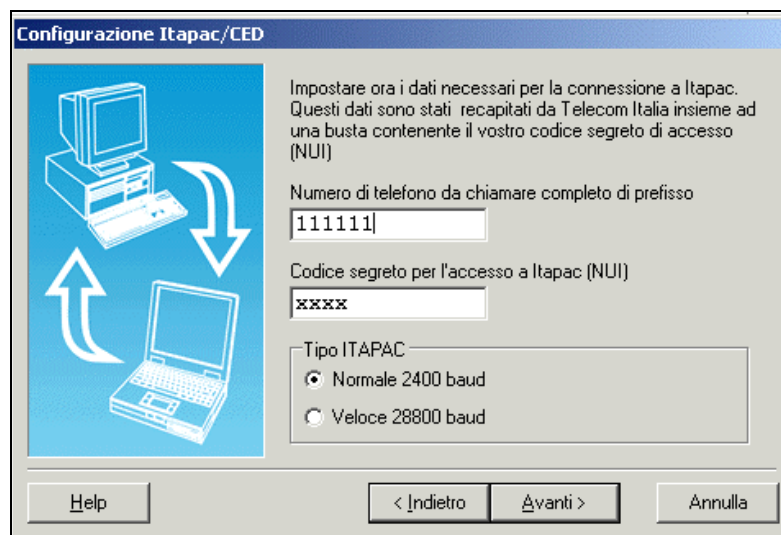 Configurazione Itapac/CED
Impostare ora i dati necessari per la connessione a Itapac.
Questi dati sono stati recapitati da Telecom Italia insieme ad
una busta contenente il vostro codice segreto di accesso
(NUI)
Numero di telefono da chiamare completo di prefisso
111111
Codice segreto per l'accesso a Itapac (NUI)
xxxx
Tipo ITAPAC
Normale 2400 baud
Veloce 28800 baud
Help
< Indietro
Avanti >
Annulla